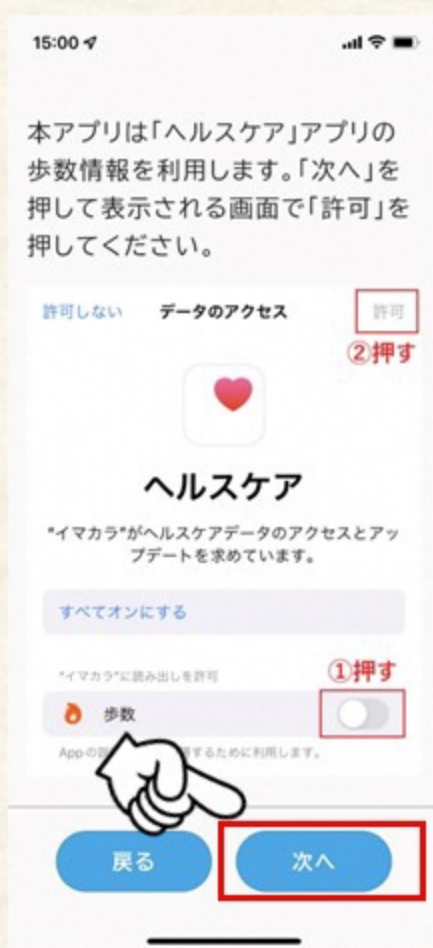 15:00
本アプリは「ヘルスケア」アプリの
歩数情報を利用します。「次へ」を
押して表示される画面で「許可」を
押してください。
許可しない データのアクセス 許可
②押す
ヘルスケア
"イマカラ"がヘルスケアデータのアクセスとアッ
プデートを求めています。
すべてオンにする
"イマカラ"に読み出しを許可
①押す
歩数
Appの するために利用します。
戻る 次へ